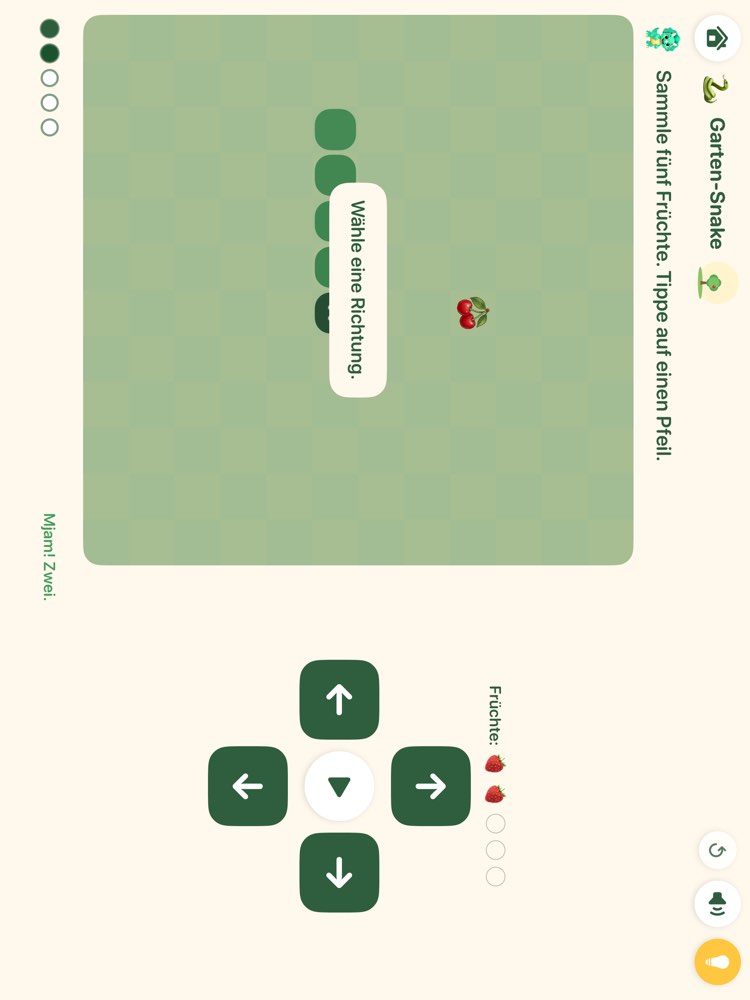 Garten-Snake
Sammle fünf Früchte. Tippe auf einen Pfeil.
Wähle eine Richtung.
Früchte:
Mjam! Zwei.